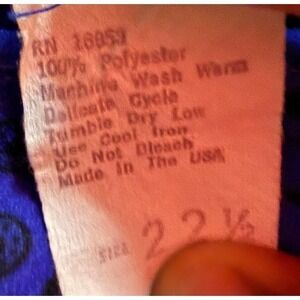 RN 16953
100% Polyester
Machine Wash Warm
Delicate Cycle
Tumble Dry Low
Use Cool Iron
Do Not Bleach
Made In The USA
SIZE 22½